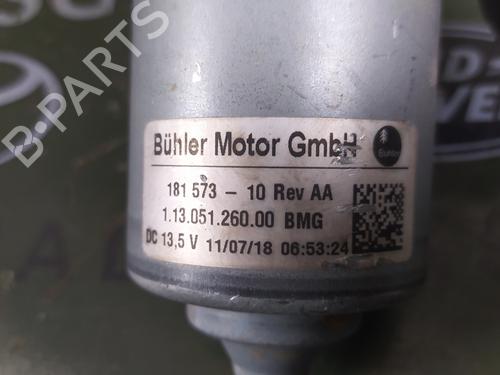 Bühler Motor GmbH
Bühler
181 573 - 10 Rev AA
1.13.051.260.00 BMG
DC 13,5 V 11/07/18 06:53:24